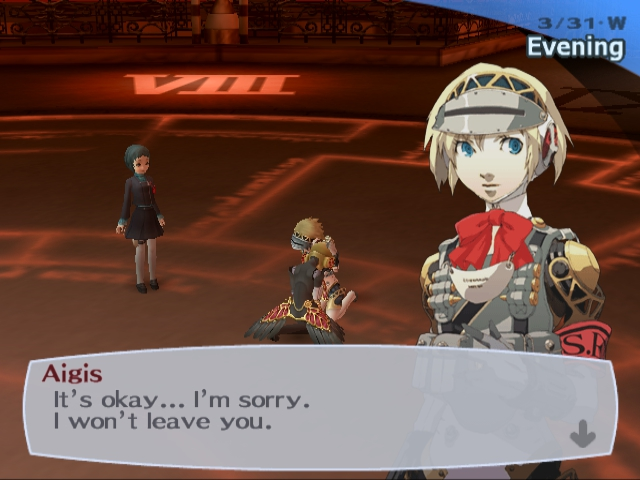 3/31·W
Evening
VIII
S.E
Aigis
It's okay... I'm sorry.
I won't leave you.